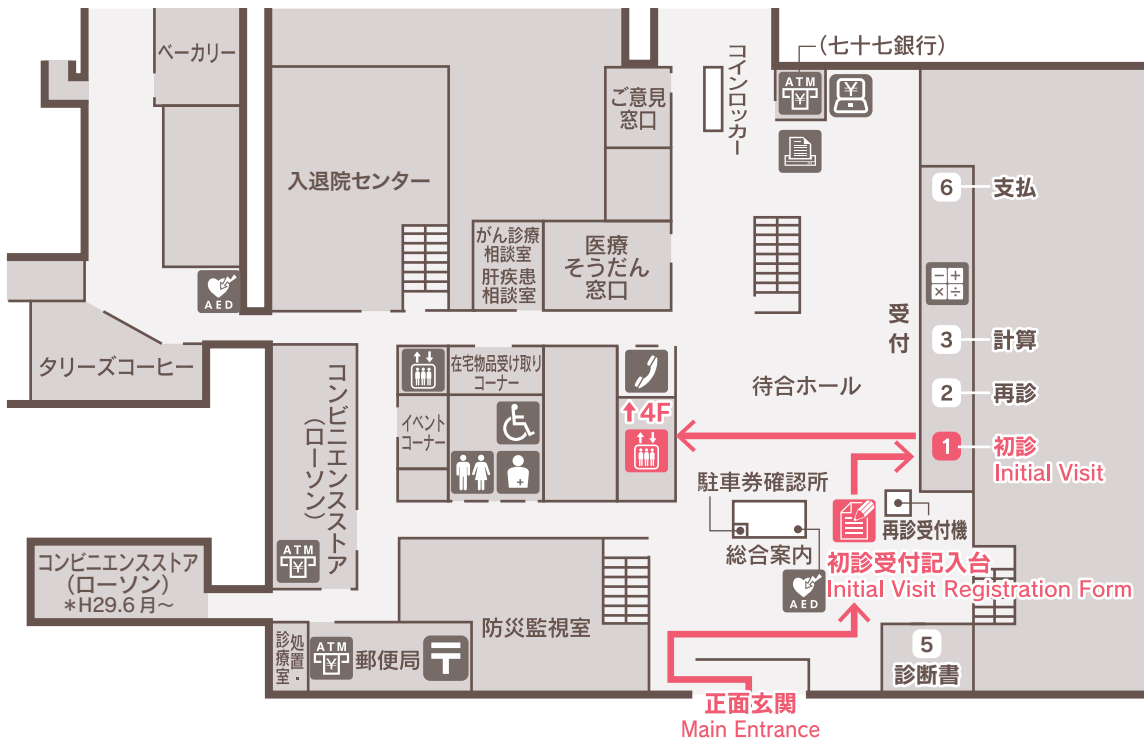 ベーカリー
(七十七銀行)
ATM
コインロッカー
ご意見
窓口
入退院センター
6
支払
がん診療
相談室
肝疾患
相談室
医療
そうだん
窓口
AED
受付
3
計算
タリーズコーヒー
コンビニエンスストア
(ローソン)
在宅物品受け取り
コーナー
↑4F
待合ホール
2
再診
イベント
コーナー
1
初診
Initial Visit
駐車券確認所
再診受付機
総合案内
初診受付記入台
Initial Visit Registration Form
AED
ATM
コンビニエンスストア
(ローソン)
*H29.6月〜
防災監視室
処置・
診療室
ATM
郵便局
5
診断書
正面玄関
Main Entrance